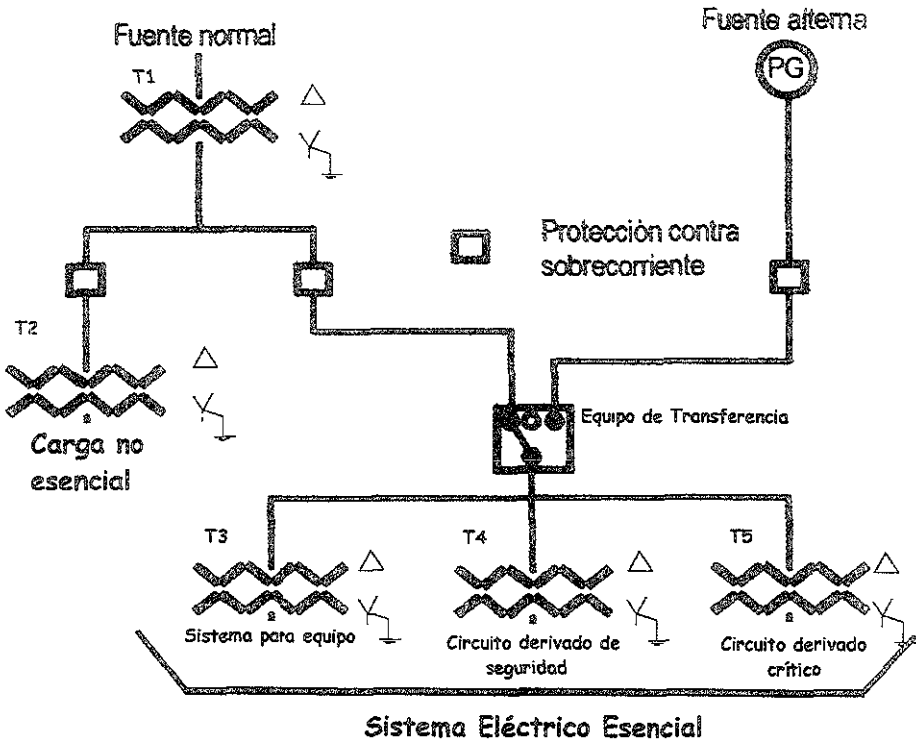 Fuente normal
Fuente alterna
PG
T1
Protección contra
sobrecorriente
T2
Equipo de Transferencia
Carga no
esencial
T3
T4
T5
Sistema para equipo
Circuito derivado de
seguridad
Circuito derivado
crítico
Sistema Eléctrico Esencial